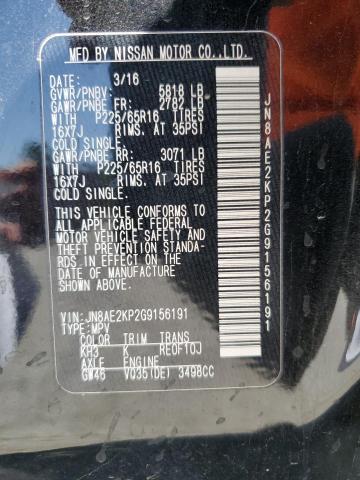 MFD BY NISSAN MOTOR CO.,LTD.
DATE: 3/16
GVWR/PNBV: 5818 LB
GAWR/PNBE FR: 2782 LB
WITH P225/65R16 TIRES
16X7J RIMS, AT 35PSI
COLD SINGLE.
GAWR/PNBE RR: 3071 LB
WITH P225/65R16 TIRES
16X7J RIMS, AT 35PSI
COLD SINGLE.
THIS VEHICLE CONFORMS TO
ALL APPLICABLE FEDERAL
MOTOR VEHICLE SAFETY AND
THEFT PREVENTION STANDA-
RDS IN EFFECT ON THE
DATE OF MANUFACTURE
SHOWN ABOVE.
VIN:JN8AE2KP2G9156191
TYPE:MPV
COLOR TRIM TRANS
KH3 K RE0F10J
AXLE ENGINE
GW46 VQ35(DE) 3498CC
JN8AE2KP2G9156191